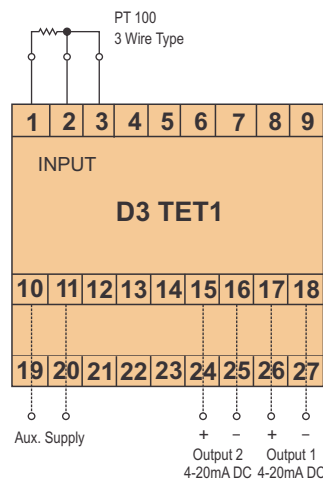 PT 100
3 Wire Type
1 2 3 4 5 6 7 8 9
INPUT
D3 TET1
10 11 12 13 14 15 16 17 18
19 20 21 22 23 24 25 26 27
+ − + −
Aux. Supply
Output 2 Output 1
4-20mA DC 4-20mA DC